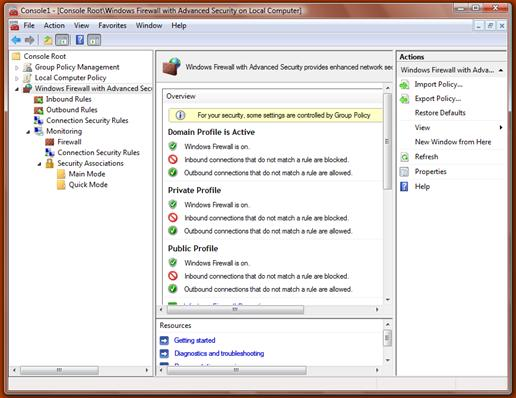 Console1 - [Console Root\Windows Firewall with Advanced Security on Local Computer]
File Action View Favorites Window Help
Console Root
Group Policy Management
Local Computer Policy
Windows Firewall with Advanced Secu
Inbound Rules
Outbound Rules
Connection Security Rules
Monitoring
Firewall
Connection Security Rules
Security Associations
Main Mode
Quick Mode
Windows Firewall with Advanced Security provides enhanced network sec
Overview
For your security, some settings are controlled by Group Policy
Domain Profile is Active
Windows Firewall is on.
Inbound connections that do not match a rule are blocked.
Outbound connections that do not match a rule are allowed.
Private Profile
Windows Firewall is on.
Inbound connections that do not match a rule are blocked.
Outbound connections that do not match a rule are allowed.
Public Profile
Windows Firewall is on.
Inbound connections that do not match a rule are blocked.
Outbound connections that do not match a rule are allowed.
Resources
Getting started
Diagnostics and troubleshooting
Actions
Windows Firewall with Adva...
Import Policy...
Export Policy...
Restore Defaults
View
New Window from Here
Refresh
Properties
Help